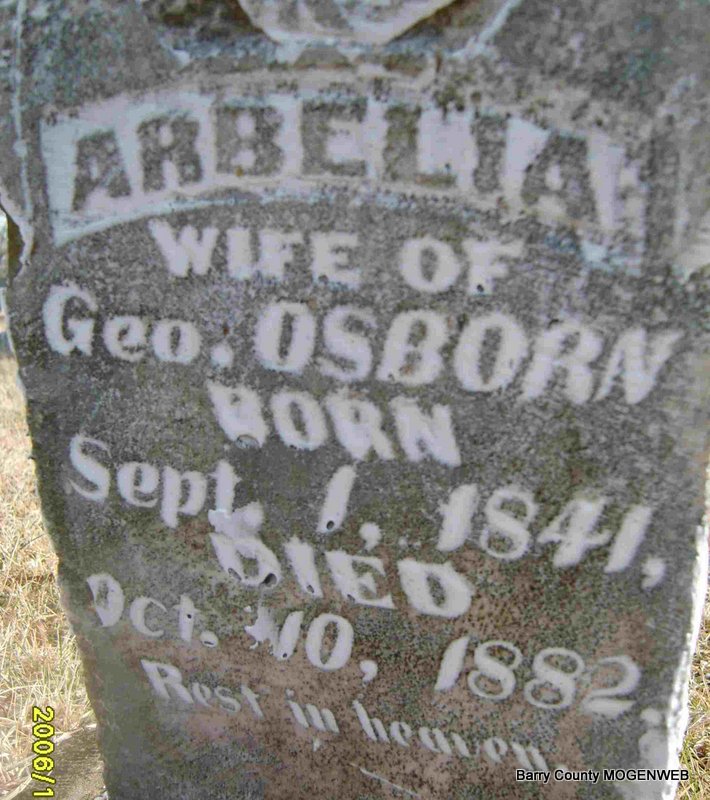 ARBELIA
WIFE OF
Geo. OSBORN
BORN
Sept. 1, 1841,
DIED
Oct. 10, 1882.
Rest in heaven
2006/1
Barry County MOGENWEB